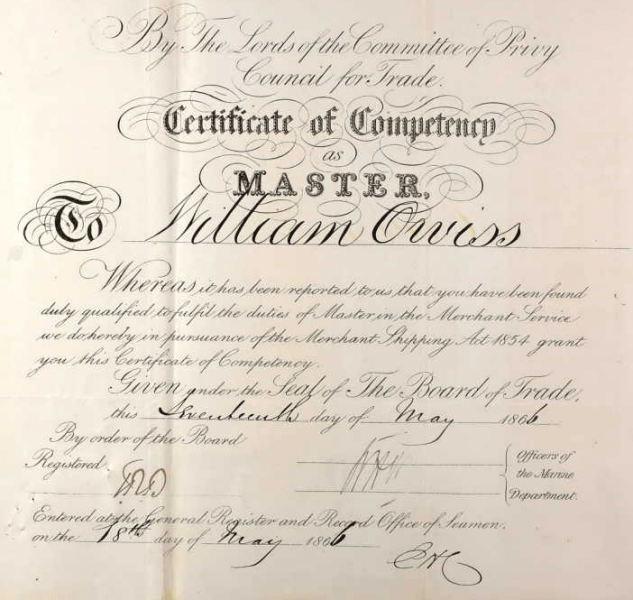 By The Lords of the Committee of Privy
Council for Trade.
Certificate of Competency
as
MASTER,
To William Oviss
Whereas it has been reported to us, that you have been found
duly qualified to fulfil the duties of Master in the Merchant Service
we do hereby in pursuance of the Merchant Shipping Act 1854 grant
you this Certificate of Competency.
Given under the Seal of The Board of Trade,
this Seventeenth day of May 1866
By order of the Board
Registered.
Officers of
the Marine
Department.
Entered at the General Register and Record Office of Seamen,
on the 18th day of May 1866